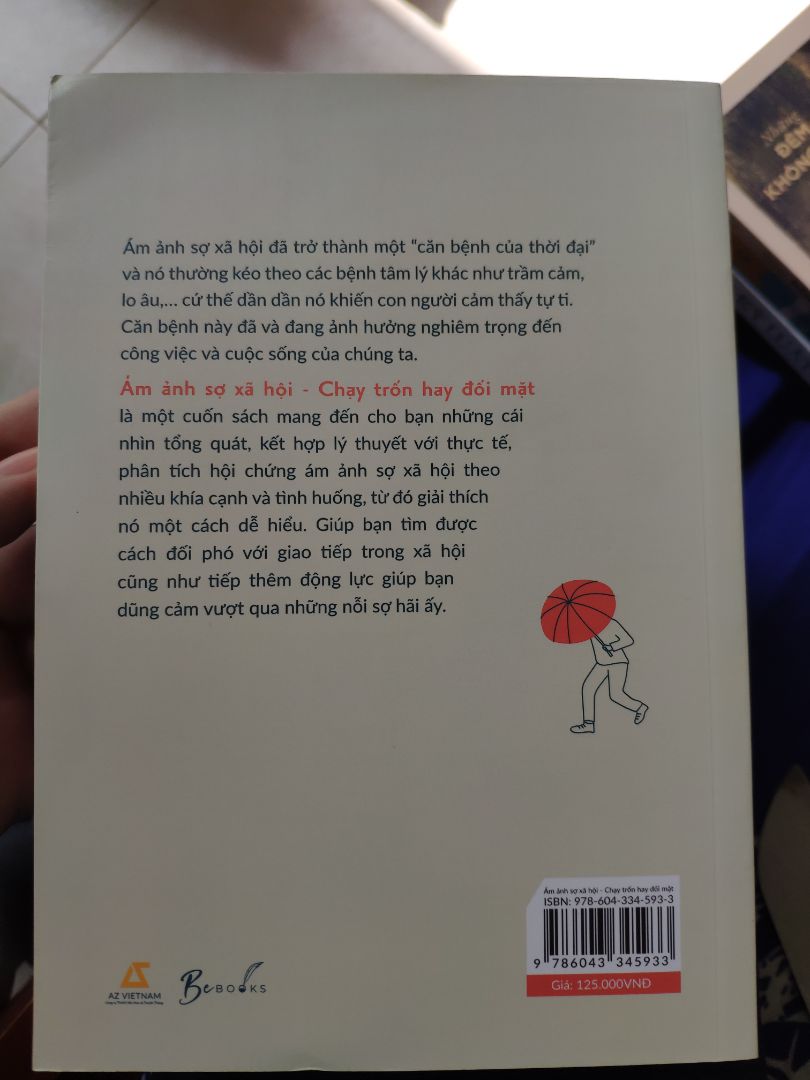 Ám ảnh sợ xã hội đã trở thành một “căn bệnh của thời đại”
và nó thường kéo theo các bệnh tâm lý khác như trầm cảm,
lo âu,... cứ thế dần dần nó khiến con người cảm thấy tự ti.
Căn bệnh này đã và đang ảnh hưởng nghiêm trọng đến
công việc và cuộc sống của chúng ta.
Ám ảnh sợ xã hội - Chạy trốn hay đối mặt
là một cuốn sách mang đến cho bạn những cái
nhìn tổng quát, kết hợp lý thuyết với thực tế,
phân tích hội chứng ám ảnh sợ xã hội theo
nhiều khía cạnh và tình huống, từ đó giải thích
nó một cách dễ hiểu. Giúp bạn tìm được
cách đối phó với giao tiếp trong xã hội
cũng như tiếp thêm động lực giúp bạn
dũng cảm vượt qua những nỗi sợ hãi ấy.
Ám ảnh sợ xã hội - Chạy trốn hay đối mặt
ISBN: 978-604-334-593-3
9 786043 345933
Giá: 125.000VNĐ
AZ VIETNAM
Be BOOKS
ĐÊM
KHÔNG